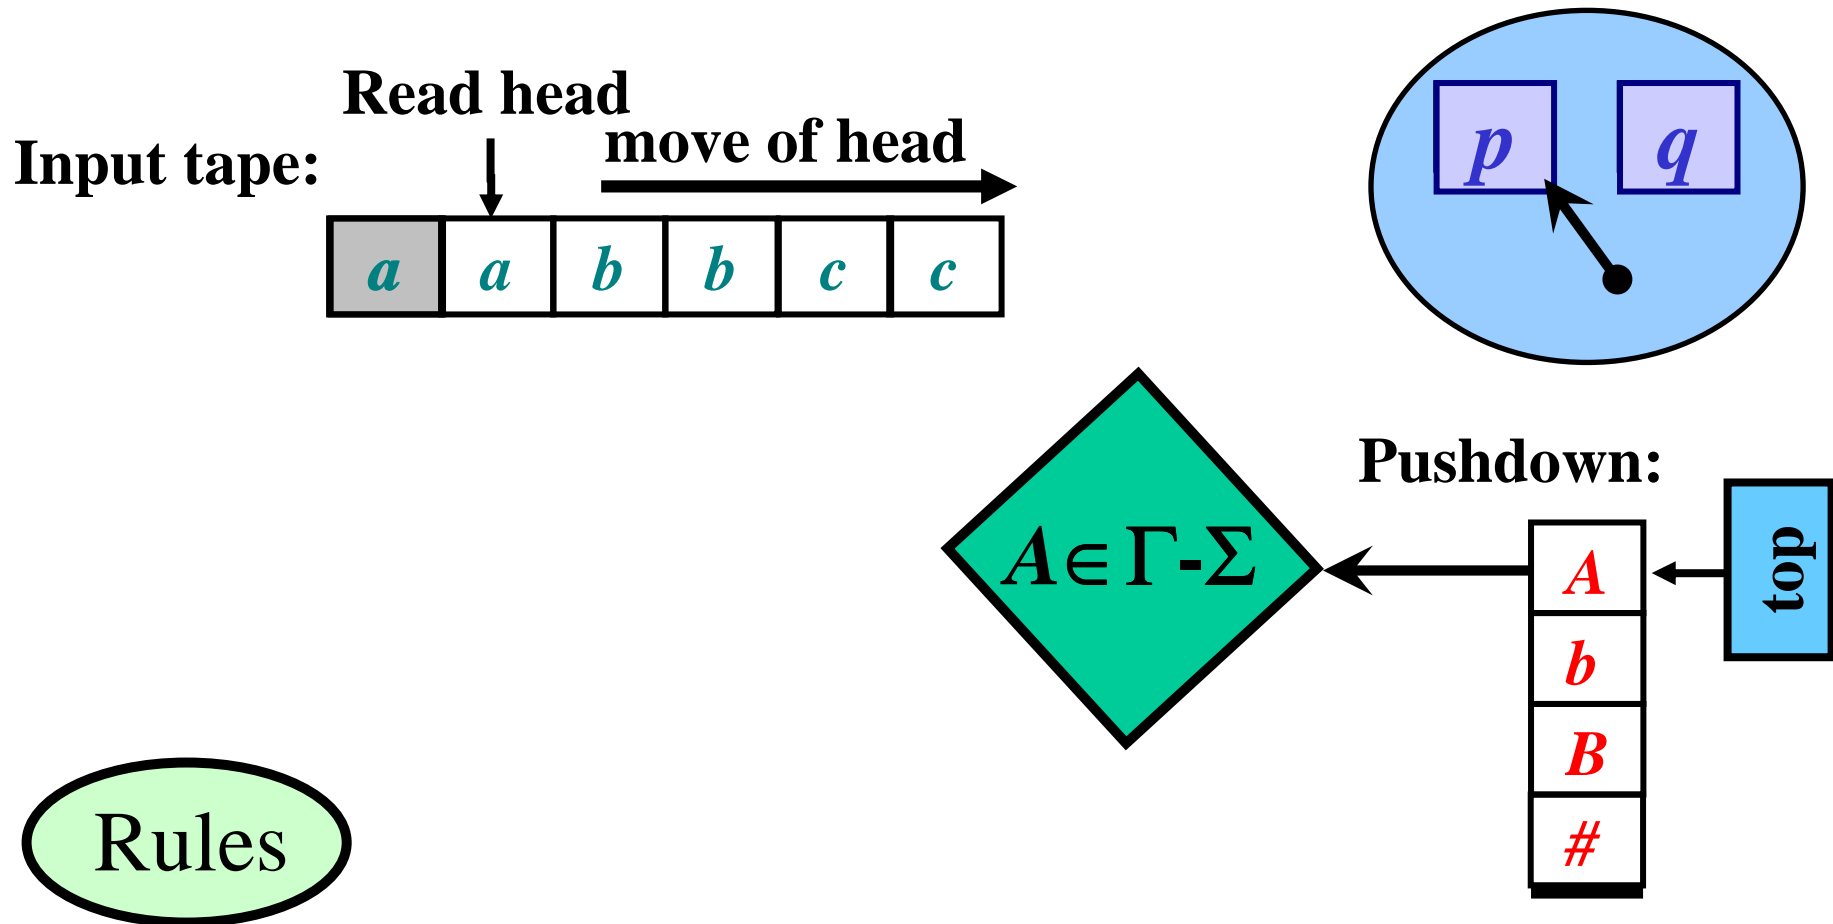 Read head
move of head
Input tape:
a a b b c c
p q
Pushdown:
A∈Γ-Σ
top
A
b
B
#
Rules